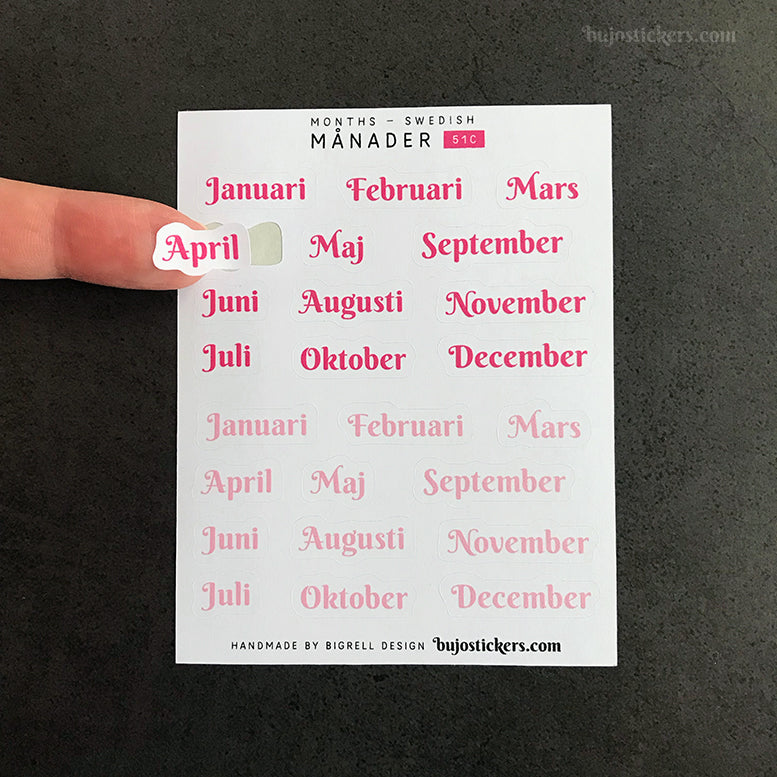 bujostickers.com
MONTHS – SWEDISH
MÅNADER 51C
Januari Februari Mars
April Maj September
Juni Augusti November
Juli Oktober December
Januari Februari Mars
April Maj September
Juni Augusti November
Juli Oktober December
HANDMADE BY BIGRELL DESIGN bujostickers.com